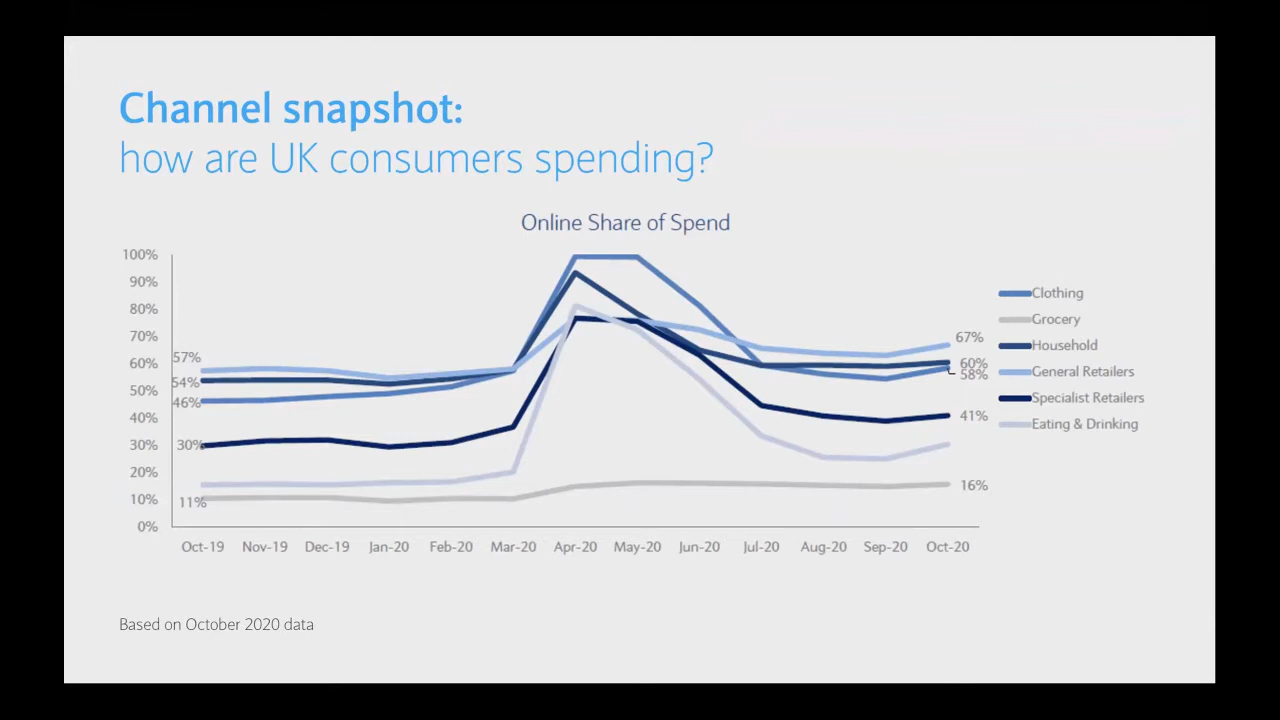 Channel snapshot:
how are UK consumers spending?
Online Share of Spend
100%
90%
80%
70%
60%
50%
40%
30%
20%
10%
0%
57%
54%
46%
30%
11%
67%
60%
58%
41%
16%
Clothing
Grocery
Household
General Retailers
Specialist Retailers
Eating & Drinking
Oct-19 Nov-19 Dec-19 Jan-20 Feb-20 Mar-20 Apr-20 May-20 Jun-20 Jul-20 Aug-20 Sep-20 Oct-20
Based on October 2020 data